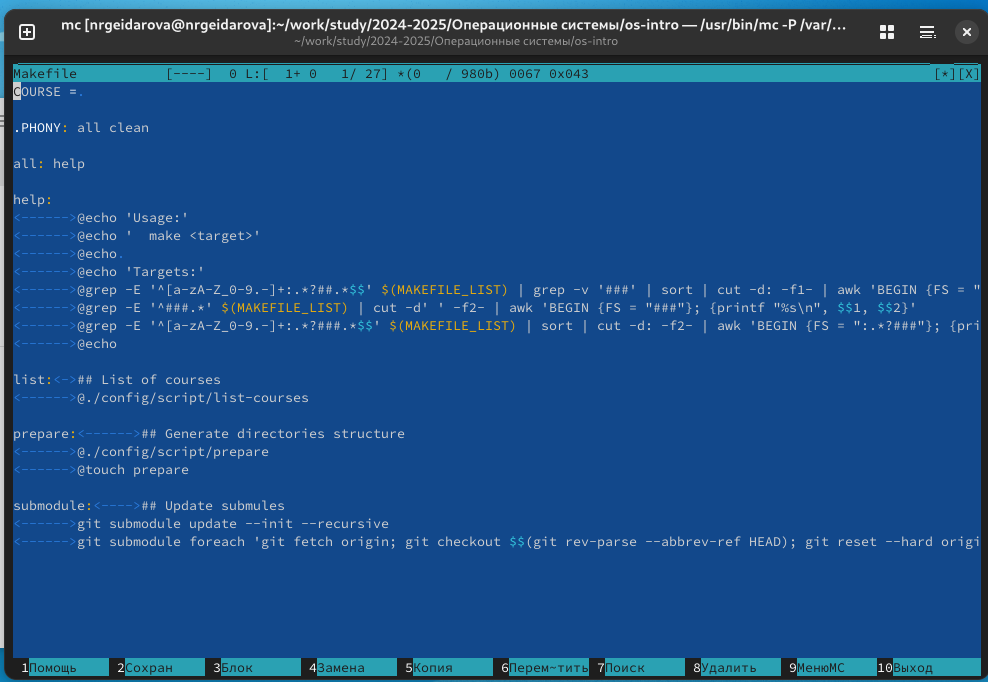 mc [nrgeidarova@nrgeidarova]:~/work/study/2024-2025/Операционные системы/os-intro — /usr/bin/mc -P /var/...
~/work/study/2024-2025/Операционные системы/os-intro
Makefile [----] 0 L:[ 1+ 0 1/ 27] *(0 / 980b) 0067 0x043 [*][X]
COURSE =.

.PHONY: all clean

all: help

help:
<------>@echo 'Usage:'
<------>@echo '  make <target>'
<------>@echo.
<------>@echo 'Targets:'
<------>@grep -E '^[a-zA-Z_0-9.-]+:.*?##.*$$' $(MAKEFILE_LIST) | grep -v '###' | sort | cut -d: -f1- | awk 'BEGIN {FS = "
<------>@grep -E '^###.*' $(MAKEFILE_LIST) | cut -d' ' -f2- | awk 'BEGIN {FS = "###"}; {printf "%s\n", $$1, $$2}'
<------>@grep -E '^[a-zA-Z_0-9.-]+:.*?###.*$$' $(MAKEFILE_LIST) | sort | cut -d: -f2- | awk 'BEGIN {FS = ":.*?###"}; {pri
<------>@echo

list:<->## List of courses
<------>@./config/script/list-courses

prepare:<------>## Generate directories structure
<------>@./config/script/prepare
<------>@touch prepare

submodule:<---->## Update submules
<------>git submodule update --init --recursive
<------>git submodule foreach 'git fetch origin; git checkout $$(git rev-parse --abbrev-ref HEAD); git reset --hard origi
1Помощь 2Сохран 3Блок 4Замена 5Копия 6Перем~тить 7Поиск 8Удалить 9МенюMC 10Выход